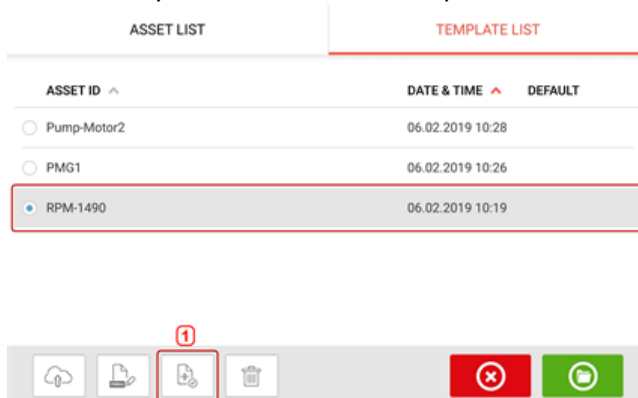 ASSET LIST TEMPLATE LIST
ASSET ID DATE & TIME DEFAULT
Pump-Motor2 06.02.2019 10:28
PMG1 06.02.2019 10:26
RPM-1490 06.02.2019 10:19
1